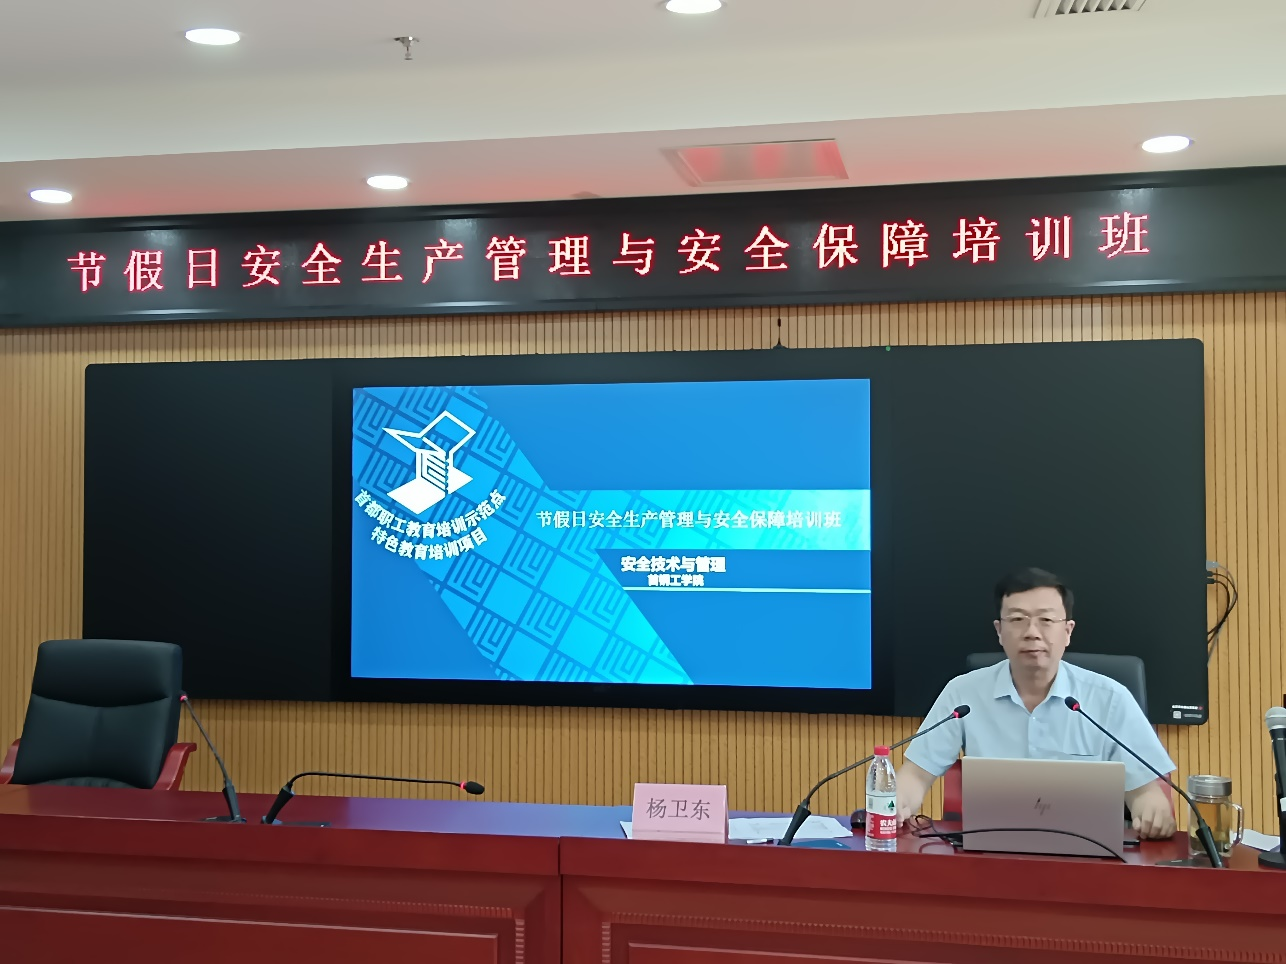 节假日安全生产管理与安全保障培训班
首都职工教育培训示范点
特色教育培训项目
节假日安全生产管理与安全保障培训班
安全技术与管理
首钢工学院
杨卫东
hp